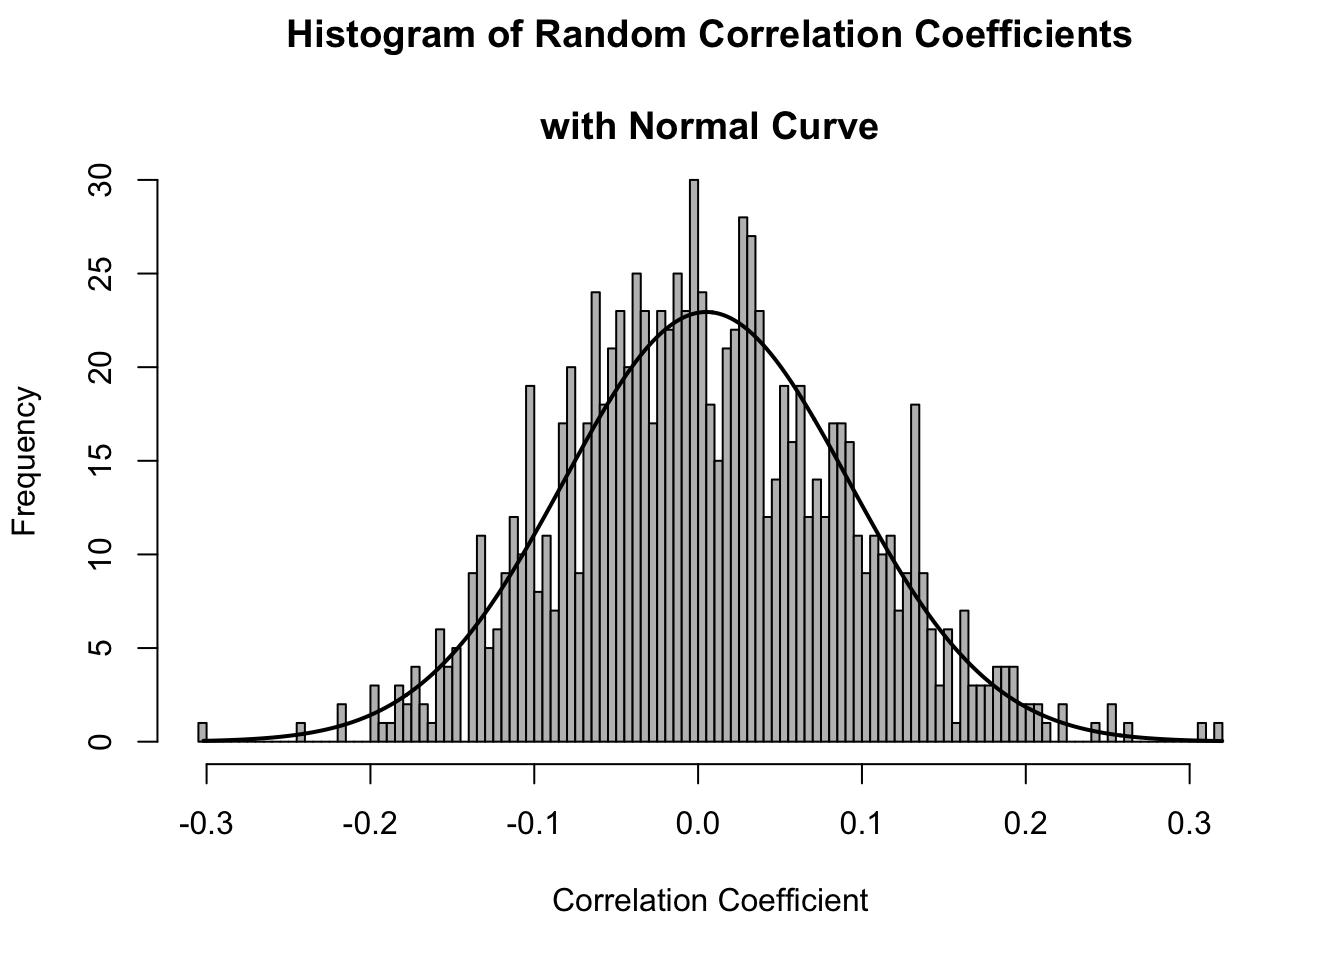 Histogram of Random Correlation Coefficients
with Normal Curve
Frequency
30
25
20
15
10
5
0
-0.3 -0.2 -0.1 0.0 0.1 0.2 0.3
Correlation Coefficient